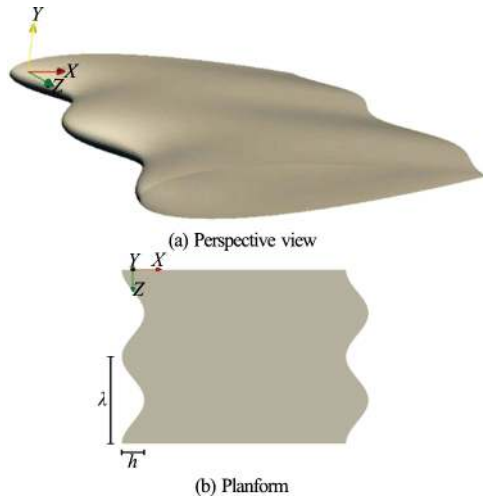 Y
X
Z
(a) Perspective view
Y X
Z
λ
h
(b) Planform